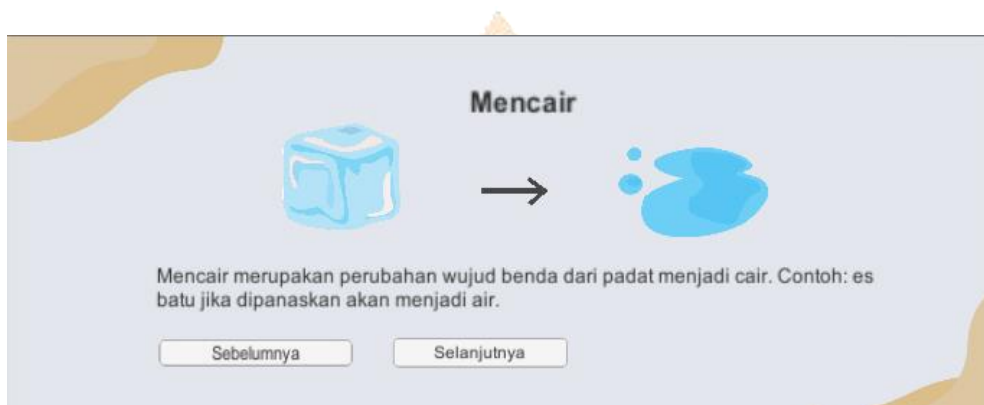 Mencair
Mencair merupakan perubahan wujud benda dari padat menjadi cair. Contoh: es
batu jika dipanaskan akan menjadi air.
Sebelumnya
Selanjutnya